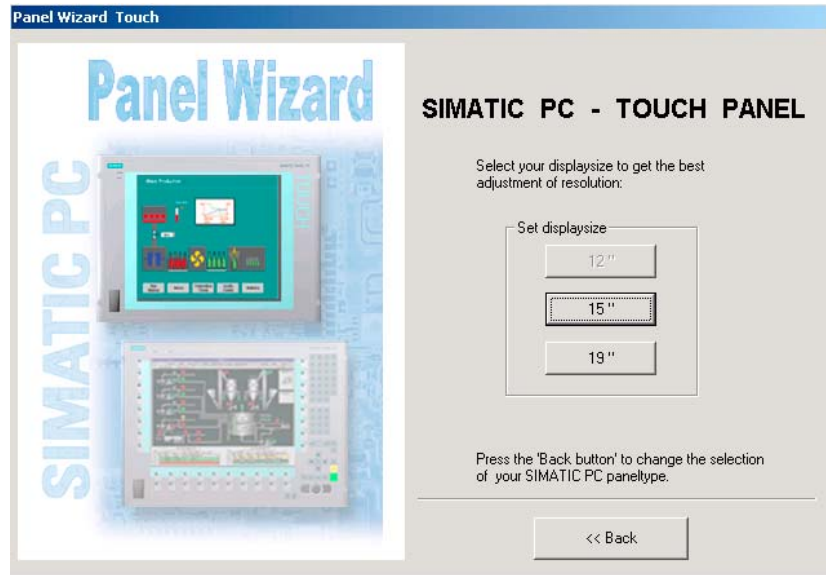 Panel Wizard Touch
Panel Wizard
SIMATIC PC
SIMATIC PC - TOUCH PANEL
Select your displaysize to get the best
adjustment of resolution:
Set displaysize
12 "
15 "
19 "
Press the 'Back button' to change the selection
of your SIMATIC PC paneltype.
<< Back